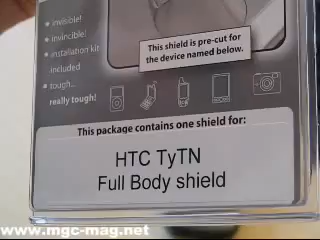 • invisible!
• invincible!
• installation kit
included
• tough...
really tough!
This shield is pre-cut for
the device named below.
This package contains one shield for:
HTC TyTN
Full Body shield
www.mgc-mag.net